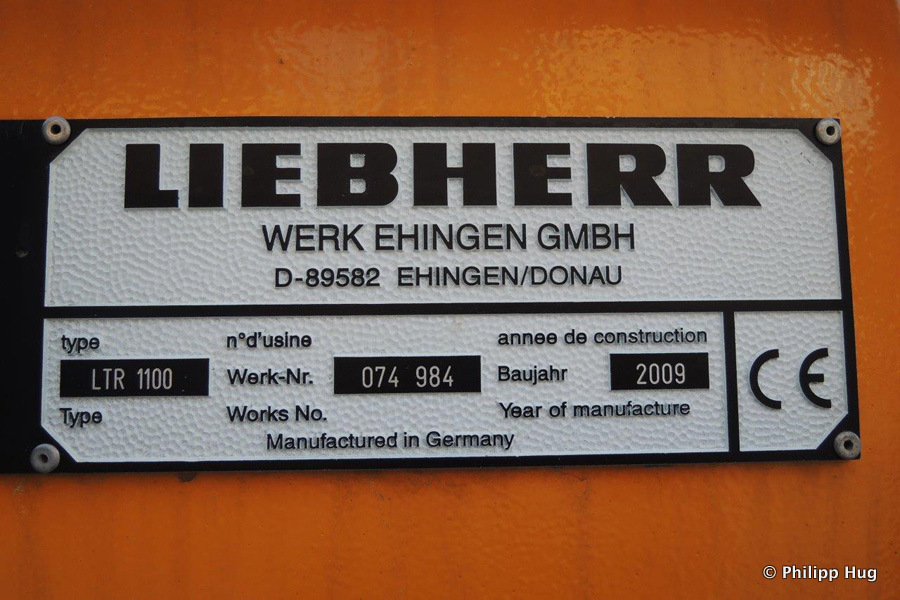 LIEBHERR
WERK EHINGEN GMBH
D-89582 EHINGEN/DONAU
type n°d'usine annee de construction
LTR 1100 Werk-Nr. 074 984 Baujahr 2009
Type Works No. Year of manufacture
Manufactured in Germany
CE
© Philipp Hug